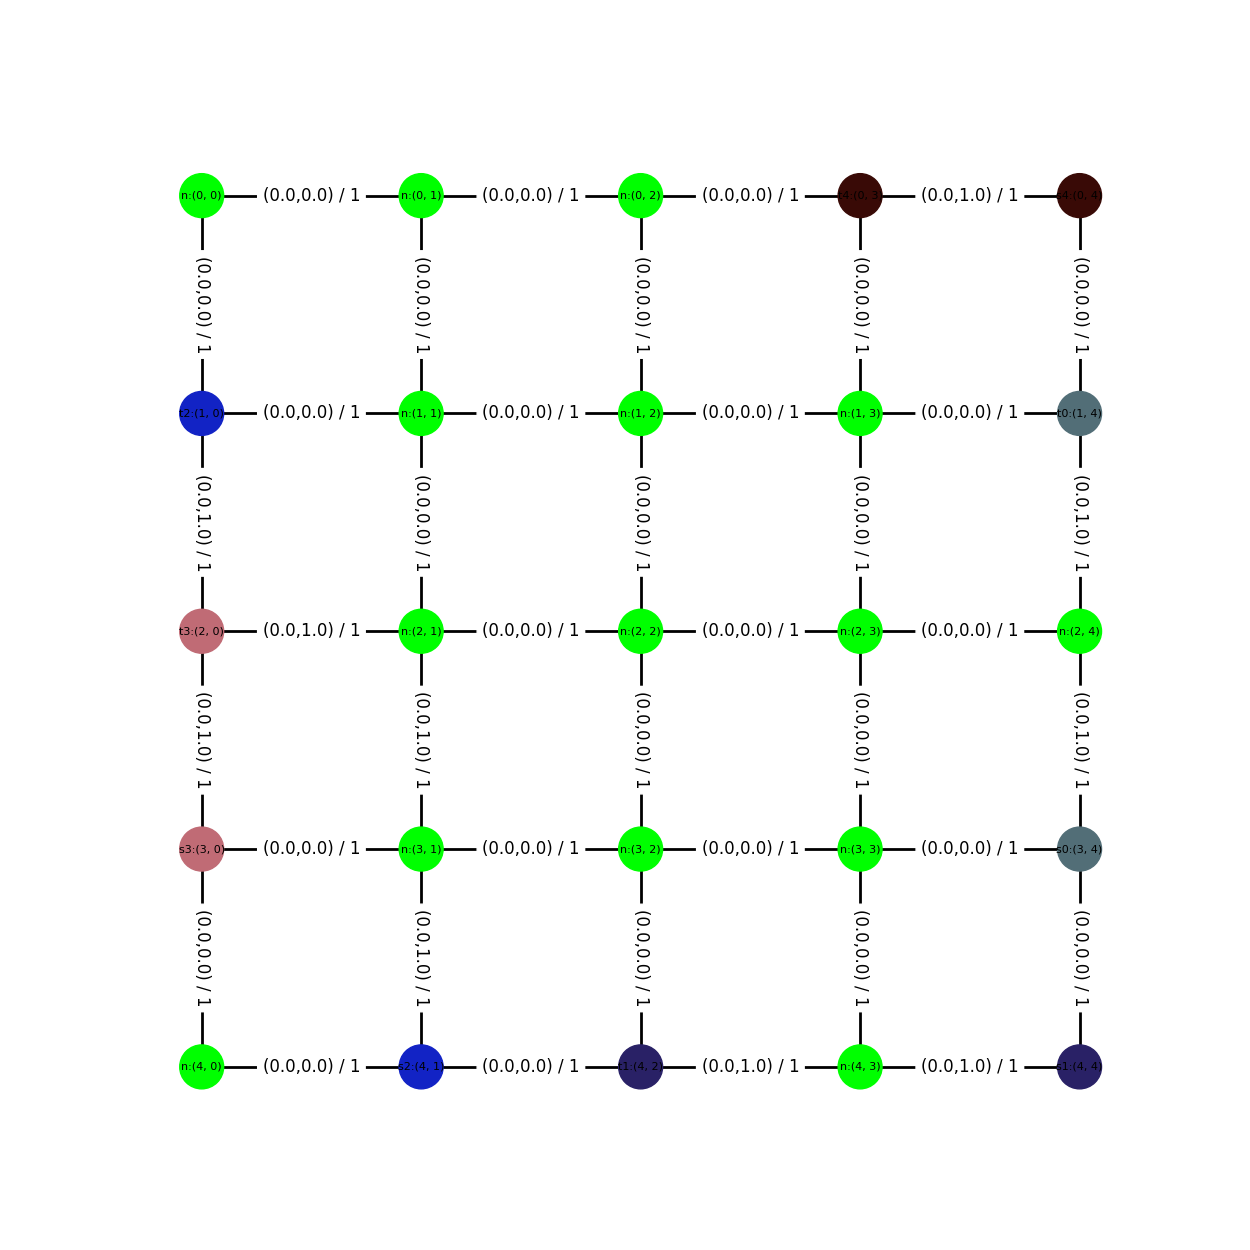 n:(0, 0) (0.0,0.0) / 1 n:(0, 1) (0.0,0.0) / 1 n:(0, 2) (0.0,0.0) / 1 t4:(0, 3) (0.0,1.0) / 1 s4:(0, 4)
(0.0,0.0) / 1 (0.0,0.0) / 1 (0.0,0.0) / 1 (0.0,0.0) / 1 (0.0,0.0) / 1
t2:(1, 0) (0.0,0.0) / 1 n:(1, 1) (0.0,0.0) / 1 n:(1, 2) (0.0,0.0) / 1 n:(1, 3) (0.0,0.0) / 1 t0:(1, 4)
(0.0,1.0) / 1 (0.0,0.0) / 1 (0.0,0.0) / 1 (0.0,0.0) / 1 (0.0,1.0) / 1
t3:(2, 0) (0.0,1.0) / 1 n:(2, 1) (0.0,0.0) / 1 n:(2, 2) (0.0,0.0) / 1 n:(2, 3) (0.0,0.0) / 1 n:(2, 4)
(0.0,1.0) / 1 (0.0,1.0) / 1 (0.0,0.0) / 1 (0.0,0.0) / 1 (0.0,1.0) / 1
s3:(3, 0) (0.0,0.0) / 1 n:(3, 1) (0.0,0.0) / 1 n:(3, 2) (0.0,0.0) / 1 n:(3, 3) (0.0,0.0) / 1 s0:(3, 4)
(0.0,0.0) / 1 (0.0,1.0) / 1 (0.0,0.0) / 1 (0.0,0.0) / 1 (0.0,0.0) / 1
n:(4, 0) (0.0,0.0) / 1 s2:(4, 1) (0.0,0.0) / 1 t1:(4, 2) (0.0,1.0) / 1 n:(4, 3) (0.0,1.0) / 1 s1:(4, 4)